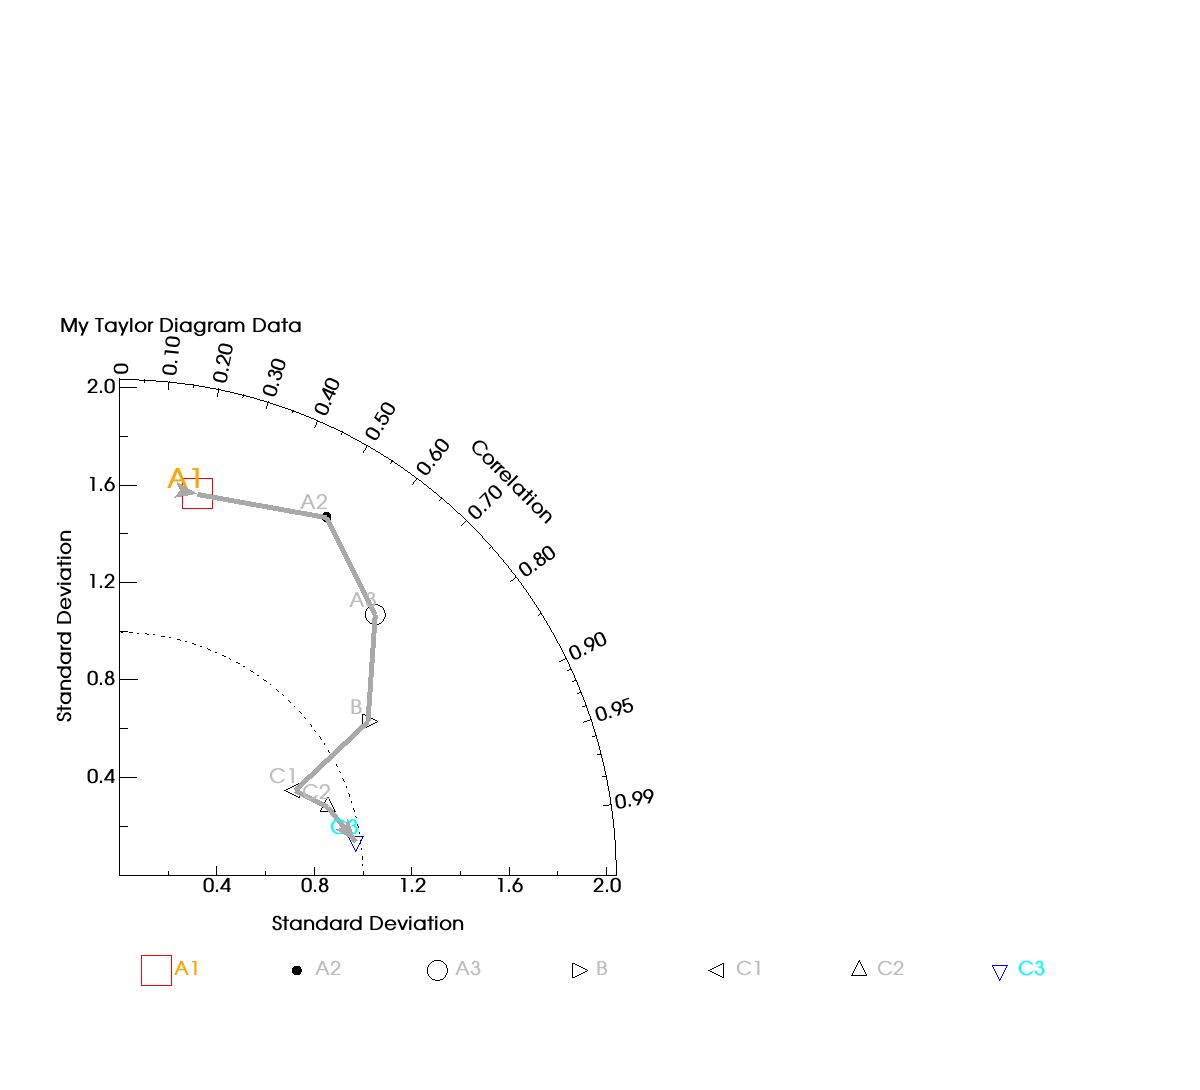 My Taylor Diagram Data
0
0.10
0.20
0.30
0.40
0.50
0.60
0.70
0.80
0.90
0.95
0.99
Correlation
2.0
1.6
1.2
0.8
0.4
Standard Deviation
A1
A2
A3
B
C1
C2
C3
0.4 0.8 1.2 1.6 2.0
Standard Deviation
A1 A2 A3 B C1 C2 C3